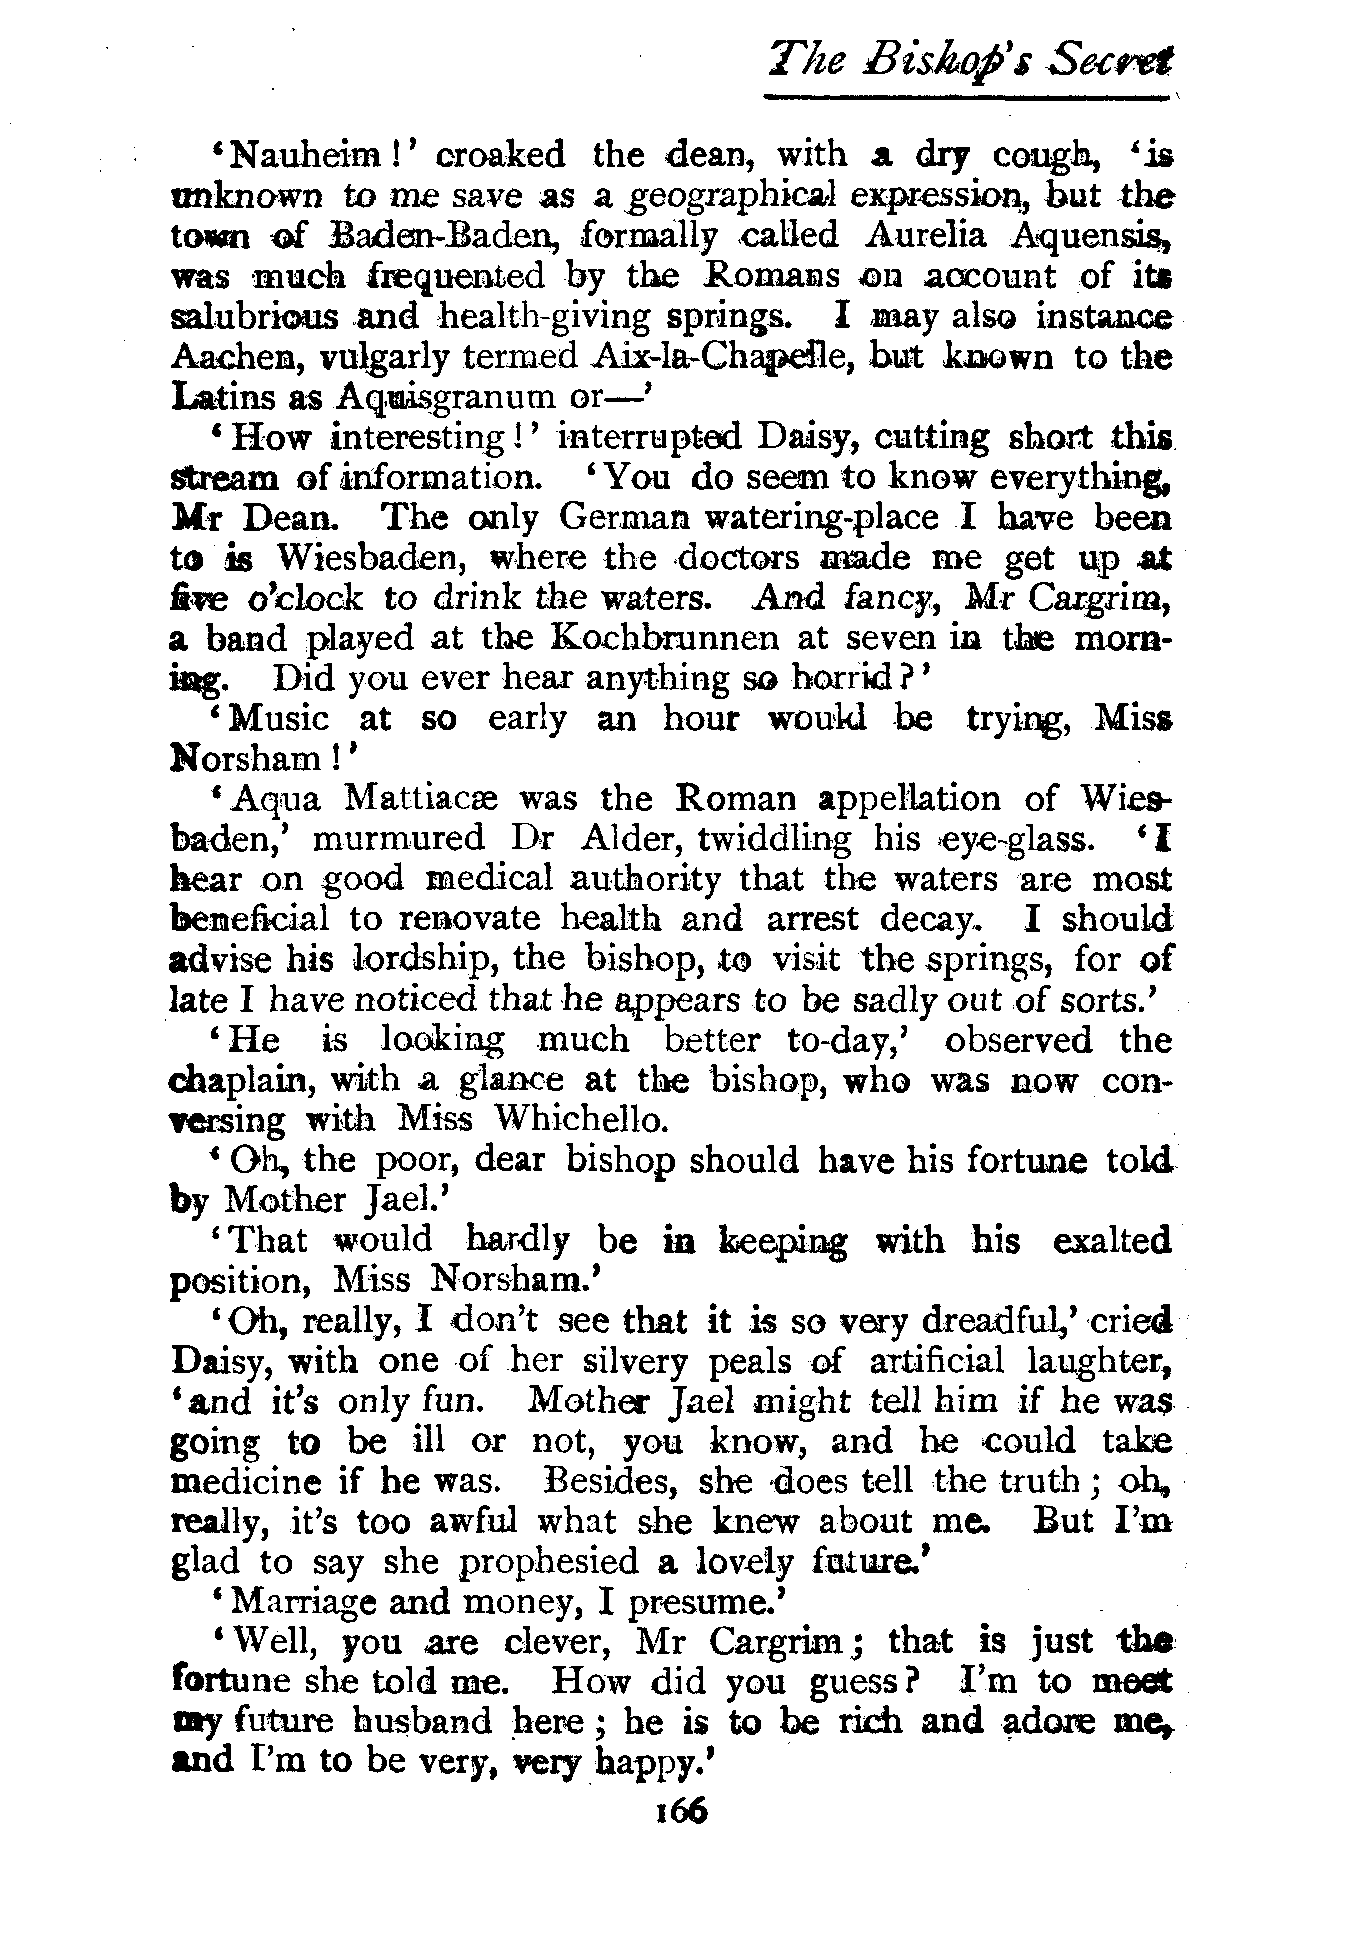 The Bishop's Secret
'Nauheim!' croaked the dean, with a dry cough, 'is
unknown to me save as a geographical expression, but the
town of Baden-Baden, formally called Aurelia Aquensis,
was much frequented by the Romans on account of its
salubrious and health-giving springs. I may also instance
Aachen, vulgarly termed Aix-la-Chapelle, but known to the
Latins as Aquisgranum or—'
'How interesting!' interrupted Daisy, cutting short this
stream of information. 'You do seem to know everything,
Mr Dean. The only German watering-place I have been
to is Wiesbaden, where the doctors made me get up at
five o'clock to drink the waters. And fancy, Mr Cargrim,
a band played at the Kochbrunnen at seven in the morn-
ing. Did you ever hear anything so horrid?'
'Music at so early an hour would be trying, Miss
Norsham!'
'Aqua Mattiacæ was the Roman appellation of Wies-
baden,' murmured Dr Alder, twiddling his eye-glass. 'I
hear on good medical authority that the waters are most
beneficial to renovate health and arrest decay. I should
advise his lordship, the bishop, to visit the springs, for of
late I have noticed that he appears to be sadly out of sorts.'
'He is looking much better to-day,' observed the
chaplain, with a glance at the bishop, who was now con-
versing with Miss Whichello.
'Oh, the poor, dear bishop should have his fortune told
by Mother Jael.'
'That would hardly be in keeping with his exalted
position, Miss Norsham.'
'Oh, really, I don't see that it is so very dreadful,' cried
Daisy, with one of her silvery peals of artificial laughter,
'and it's only fun. Mother Jael might tell him if he was
going to be ill or not, you know, and he could take
medicine if he was. Besides, she does tell the truth; oh,
really, it's too awful what she knew about me. But I'm
glad to say she prophesied a lovely future.'
'Marriage and money, I presume.'
'Well, you are clever, Mr Cargrim; that is just the
fortune she told me. How did you guess? I'm to meet
my future husband here; he is to be rich and adore me,
and I'm to be very, very happy.'
166